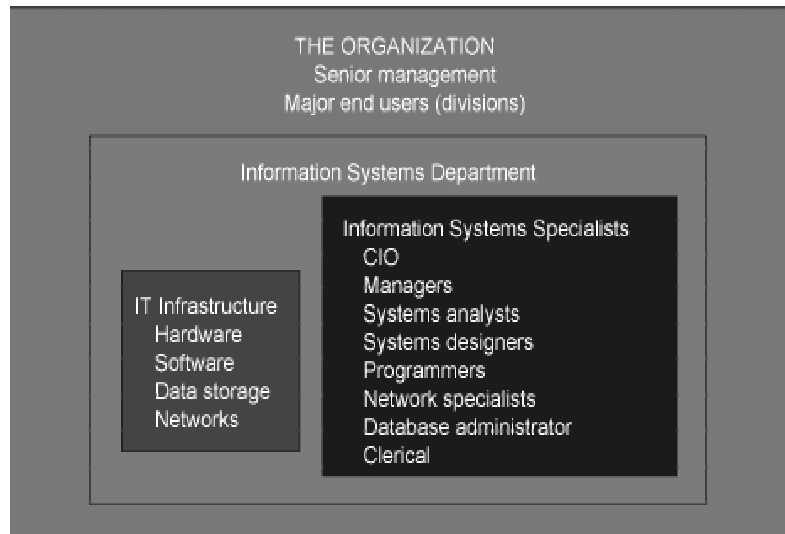 THE ORGANIZATION
Senior management
Major end users (divisions)
Information Systems Department
IT Infrastructure
Hardware
Software
Data storage
Networks
Information Systems Specialists
CIO
Managers
Systems analysts
Systems designers
Programmers
Network specialists
Database administrator
Clerical